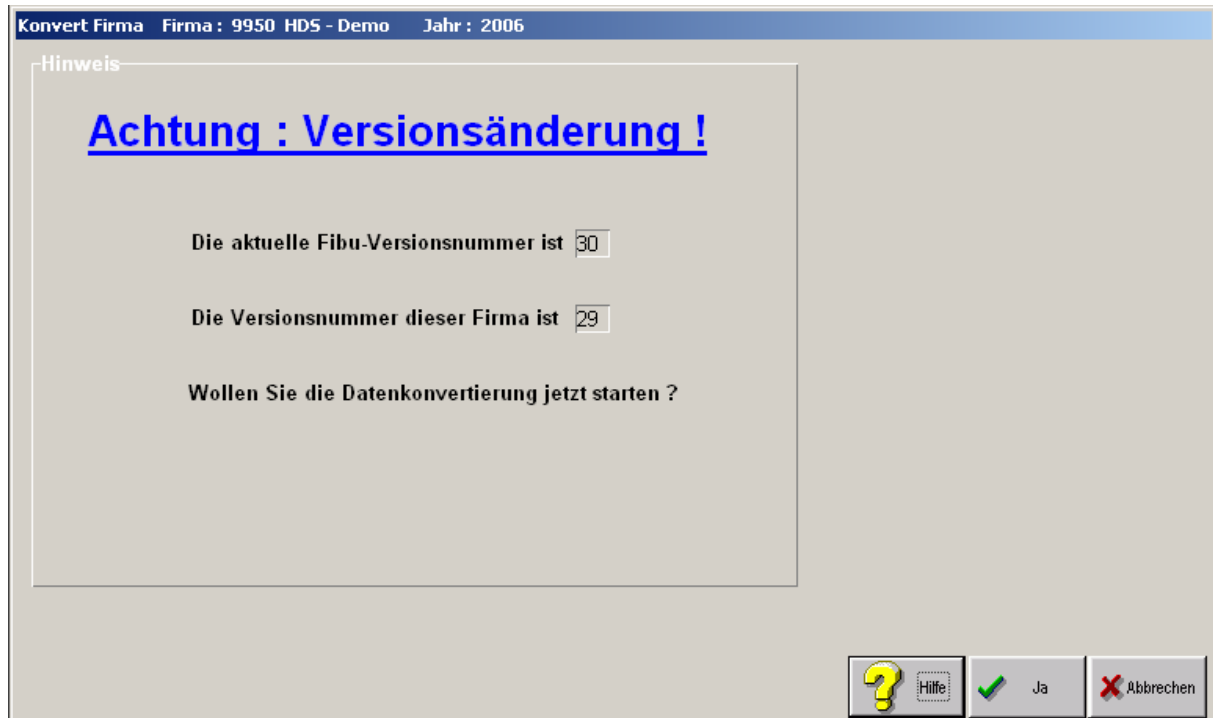 Konvert Firma Firma : 9950 HDS - Demo Jahr : 2006
Hinweis
Achtung : Versionsänderung !
Die aktuelle Fibu-Versionsnummer ist 30
Die Versionsnummer dieser Firma ist 29
Wollen Sie die Datenkonvertierung jetzt starten ?
Hilfe Ja Abbrechen